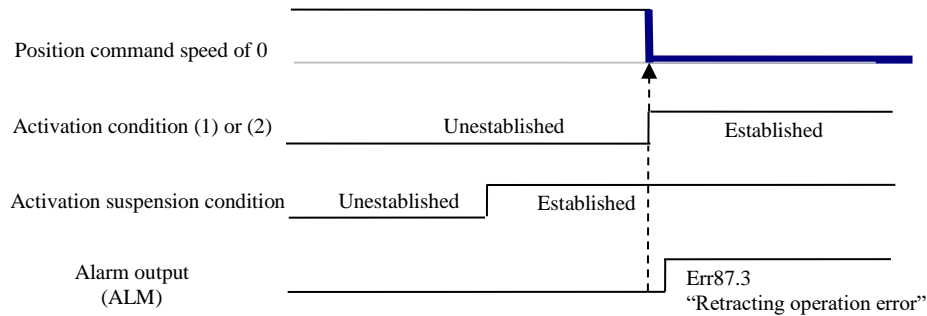 Position command speed of 0
Activation condition (1) or (2)
Unestablished
Established
Activation suspension condition
Unestablished
Established
Alarm output
(ALM)
Err87.3
“Retracting operation error”